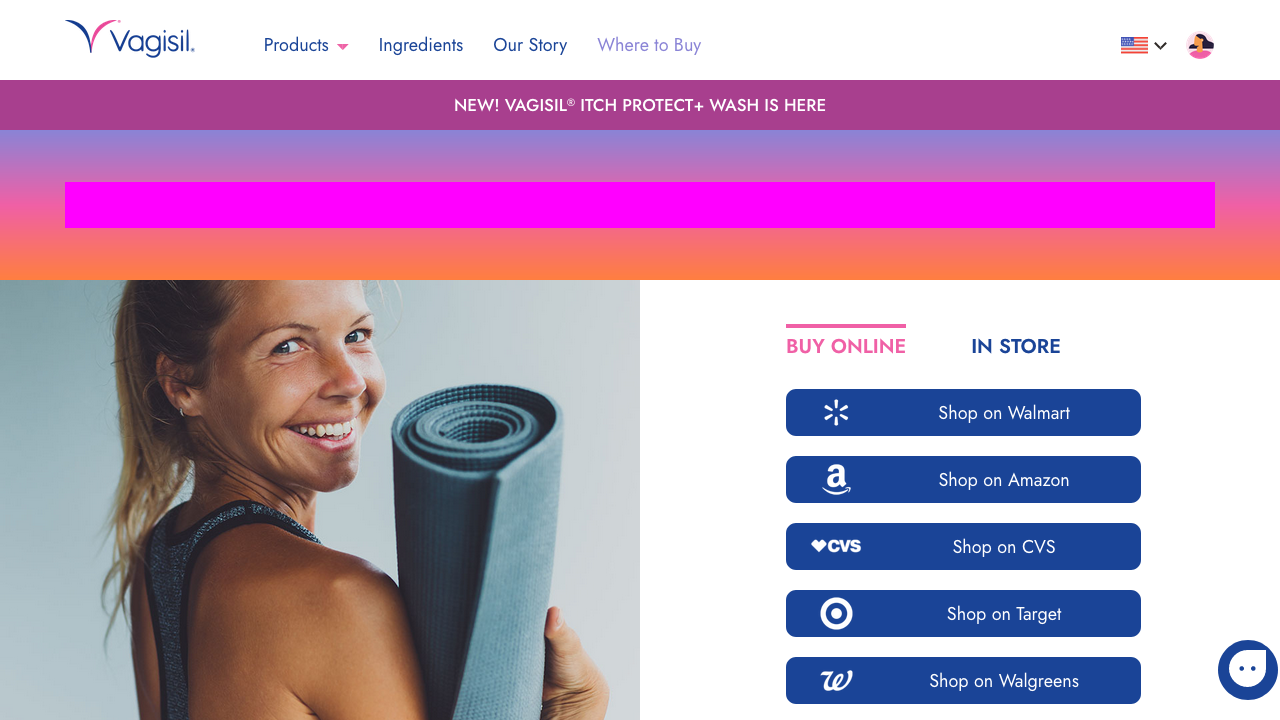 Vagisil®
Products
Ingredients
Our Story
Where to Buy
NEW! VAGISIL® ITCH PROTECT+ WASH IS HERE
BUY ONLINE
IN STORE
Shop on Walmart
a
Shop on Amazon
CVS
Shop on CVS
Shop on Target
W
Shop on Walgreens